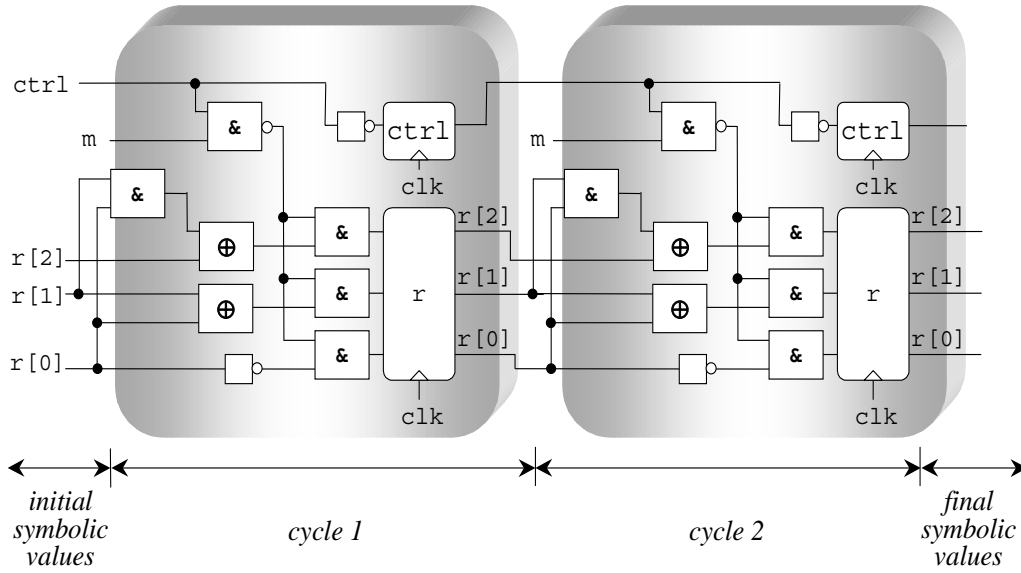 ctrl
m
&
&
r[2]
r[1]
r[0]
⊕
⊕
&
&
&
ctrl
clk
r
clk
r[2]
r[1]
r[0]
m
&
&
⊕
⊕
&
&
&
ctrl
clk
r
clk
r[2]
r[1]
r[0]
initial
symbolic
values
cycle 1
cycle 2
final
symbolic
values